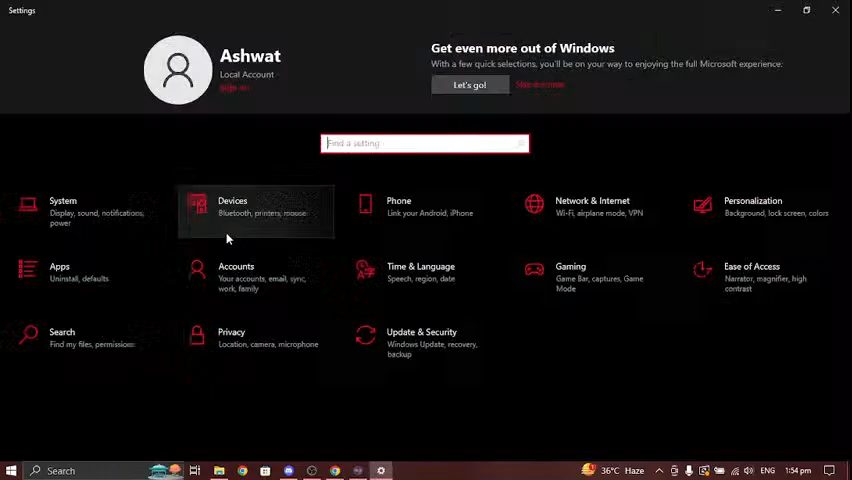 Settings
Ashwat
Local Account
Sign in
Get even more out of Windows
With a few quick selections, you'll be on your way to enjoying the full Microsoft experience.
Let's go!
Skip for now
Find a setting
System
Display, sound, notifications,
power
Devices
Bluetooth, printers, mouse
Phone
Link your Android, iPhone
Network & Internet
Wi-Fi, airplane mode, VPN
Personalization
Background, lock screen, colors
Apps
Uninstall, defaults
Accounts
Your accounts, email, sync,
work, family
Time & Language
Speech, region, date
Gaming
Game Bar, captures, Game
Mode
Ease of Access
Narrator, magnifier, high
contrast
Search
Find my files, permissions
Privacy
Location, camera, microphone
Update & Security
Windows Update, recovery,
backup
Search
36°C Haze
ENG
1:54 pm